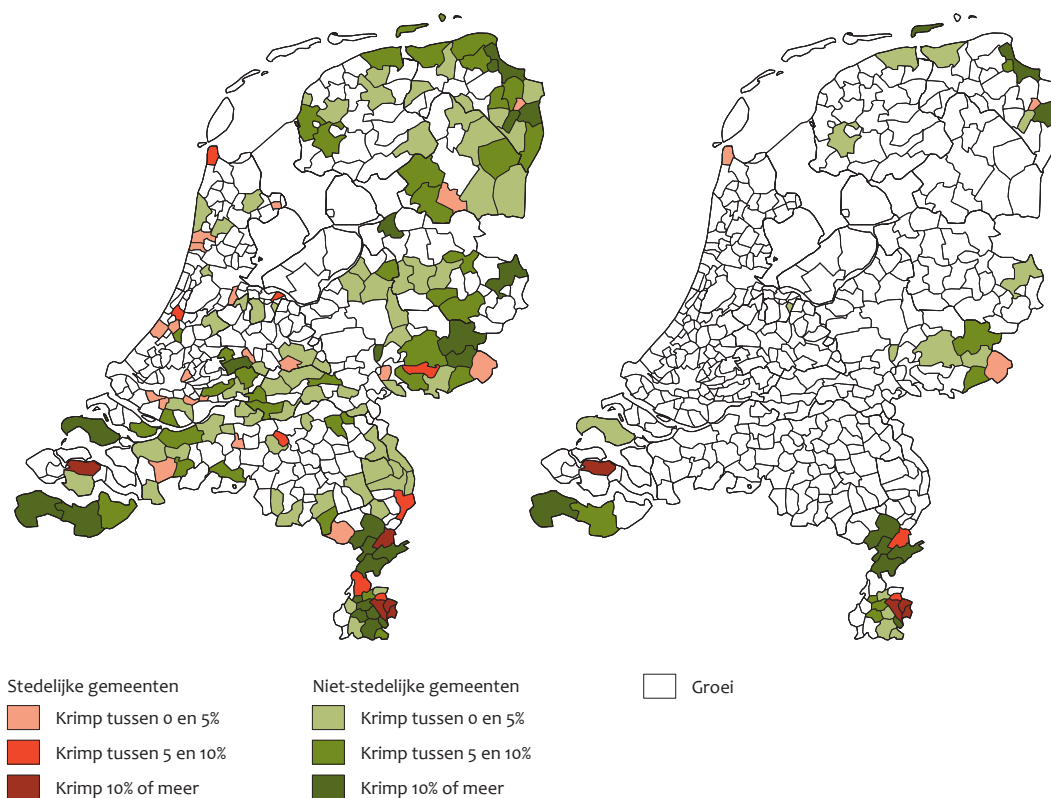 Stedelijke gemeenten
Krimp tussen 0 en 5%
Krimp tussen 5 en 10%
Krimp 10% of meer
Niet-stedelijke gemeenten
Krimp tussen 0 en 5%
Krimp tussen 5 en 10%
Krimp 10% of meer
Groei